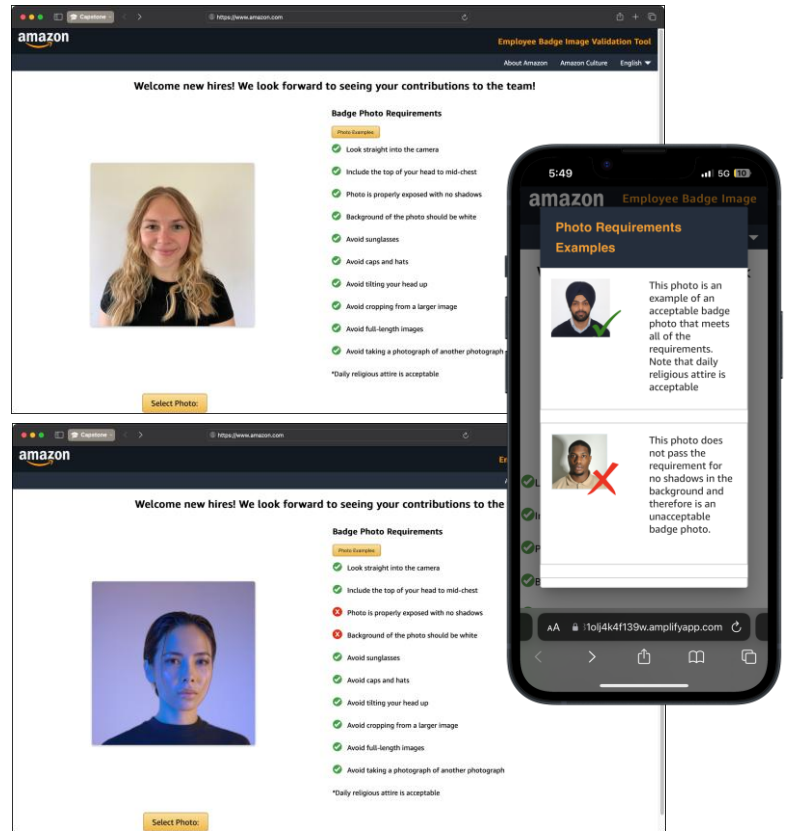 Capstone
https://www.amazon.com
amazon
Employee Badge Image Validation Tool
About Amazon Amazon Culture English
Welcome new hires! We look forward to seeing your contributions to the team!
Badge Photo Requirements
Photo Examples
Look straight into the camera
Include the top of your head to mid-chest
Photo is properly exposed with no shadows
Background of the photo should be white
Avoid sunglasses
Avoid caps and hats
Avoid tilting your head up
Avoid cropping from a larger image
Avoid full-length images
Avoid taking a photograph of another photograph
*Daily religious attire is acceptable
Select Photo:
Capstone
https://www.amazon.com
amazon
Welcome new hires! We look forward to seeing your contributions to the
Badge Photo Requirements
Photo Examples
Look straight into the camera
Include the top of your head to mid-chest
Photo is properly exposed with no shadows
Background of the photo should be white
Avoid sunglasses
Avoid caps and hats
Avoid tilting your head up
Avoid cropping from a larger image
Avoid full-length images
Avoid taking a photograph of another photograph
*Daily religious attire is acceptable
Select Photo:
5:49 5G 10
amazon Employee Badge Image
Photo Requirements
Examples
This photo is an
example of an
acceptable badge
photo that meets
all of the
requirements.
Note that daily
religious attire is
acceptable
This photo does
not pass the
requirement for
no shadows in the
background and
therefore is an
unacceptable
badge photo.
AA 1olj4k4f139w.amplifyapp.com